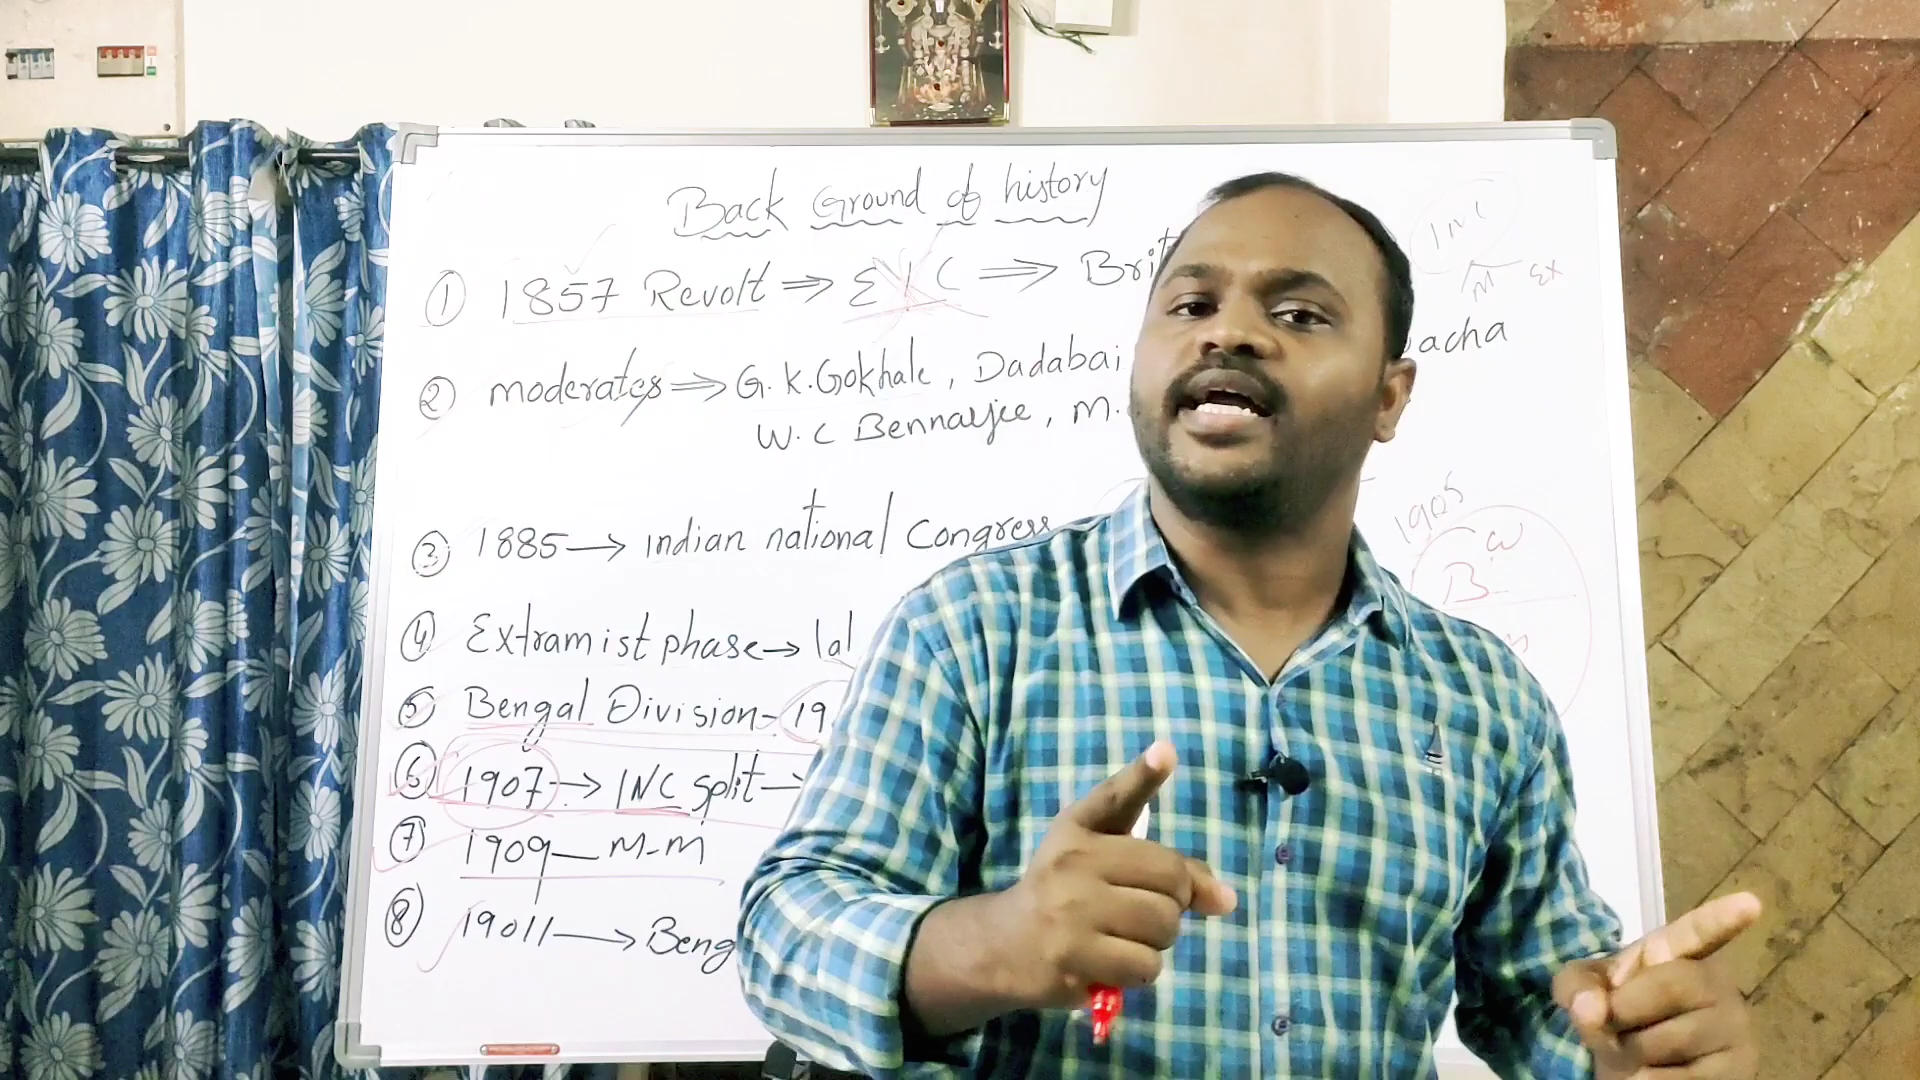 Back Ground of history
① 1857 Revolt ⇒ EIC ⇒ Brit
② moderates ⇒ G.K.Gokhale, Dadabai acha
W.C Bennarjee, M.
③ 1885 → indian national Congress
④ Extramist phase → lal
⑤ Bengal Division - 19
⑥ 1907 → INC split →
⑦ 1909 — M-M
⑧ 19011 → Beng
INC
M Ex
1905
W
B